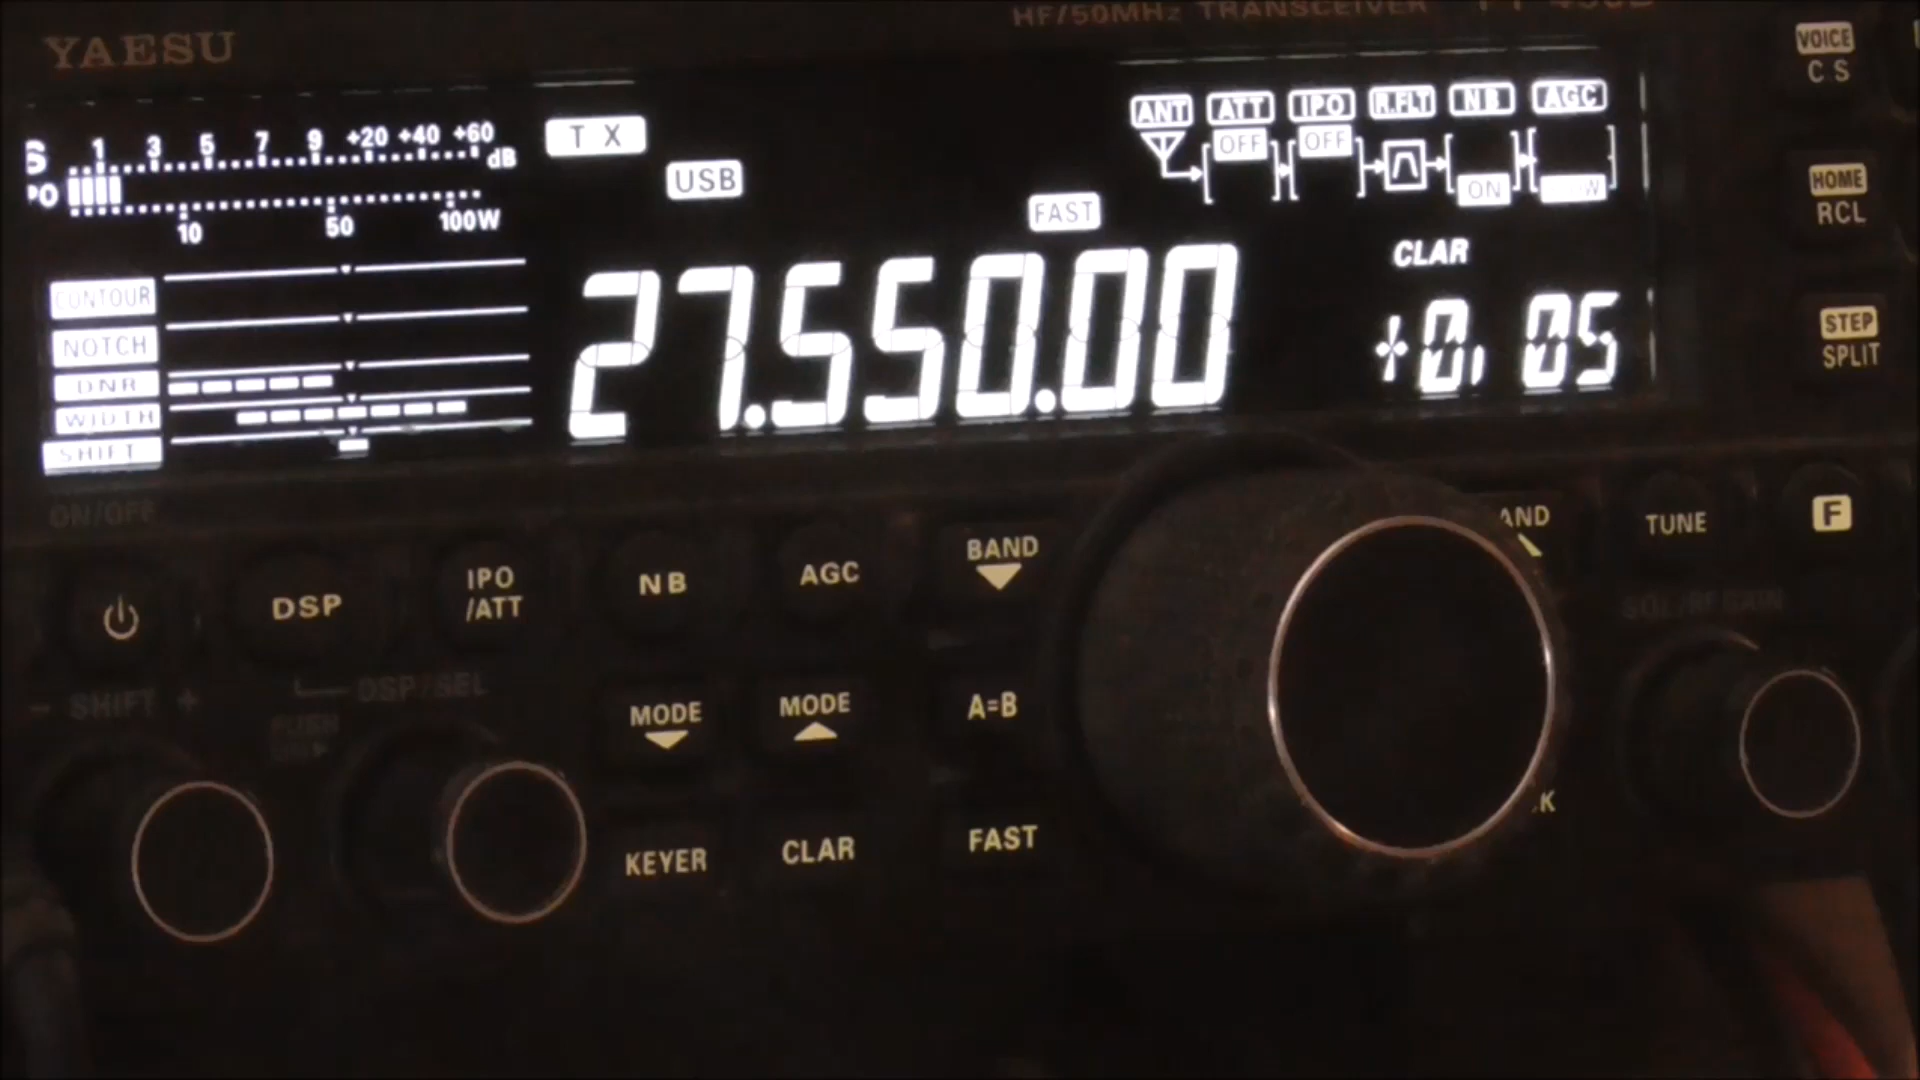 YAESU
HF/50MHz TRANSCEIVER
S 1 3 5 7 9 +20 +40 +60 dB
PO
10 50 100W
TX
USB
FAST
ANT ATT IPO R.FLT NB AGC
OFF OFF
ON
CLAR
27.550.00
+0. 05
CONTOUR
NOTCH
DNR
WIDTH
SHIFT
VOICE
C.S
HOME
RCL
STEP
SPLIT
ON/OFF
DSP
IPO
/ATT
NB
AGC
BAND
TUNE
F
SQL/RF GAIN
- SHIFT +
DSP/SEL
MODE
MODE
A=B
KEYER
CLAR
FAST